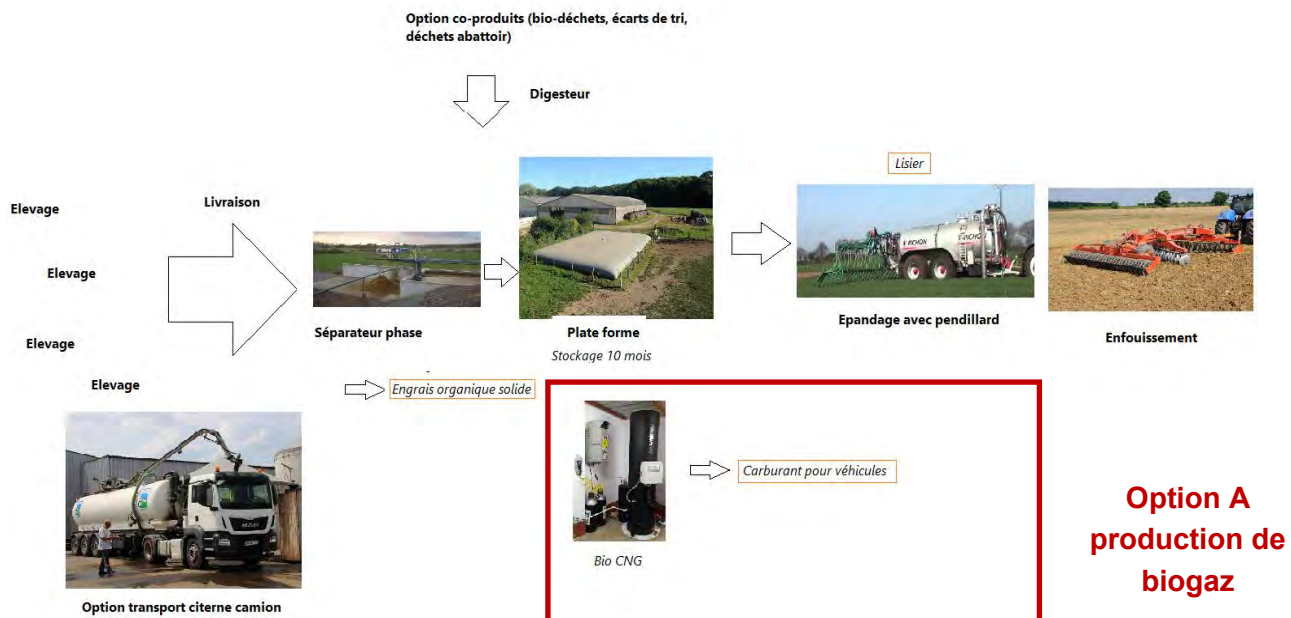 Option co-produits (bio-déchets, écarts de tri,
déchets abattoir)
Digesteur
Lisier
Elevage
Livraison
Elevage
PICHON
Elevage
Séparateur phase
Plate forme
Stockage 10 mois
Epandage avec pendillard
Enfouissement
Elevage
Engrais organique solide
Carburant pour véhicules
Bio CNG
Option A
production de
biogaz
Option transport citerne camion